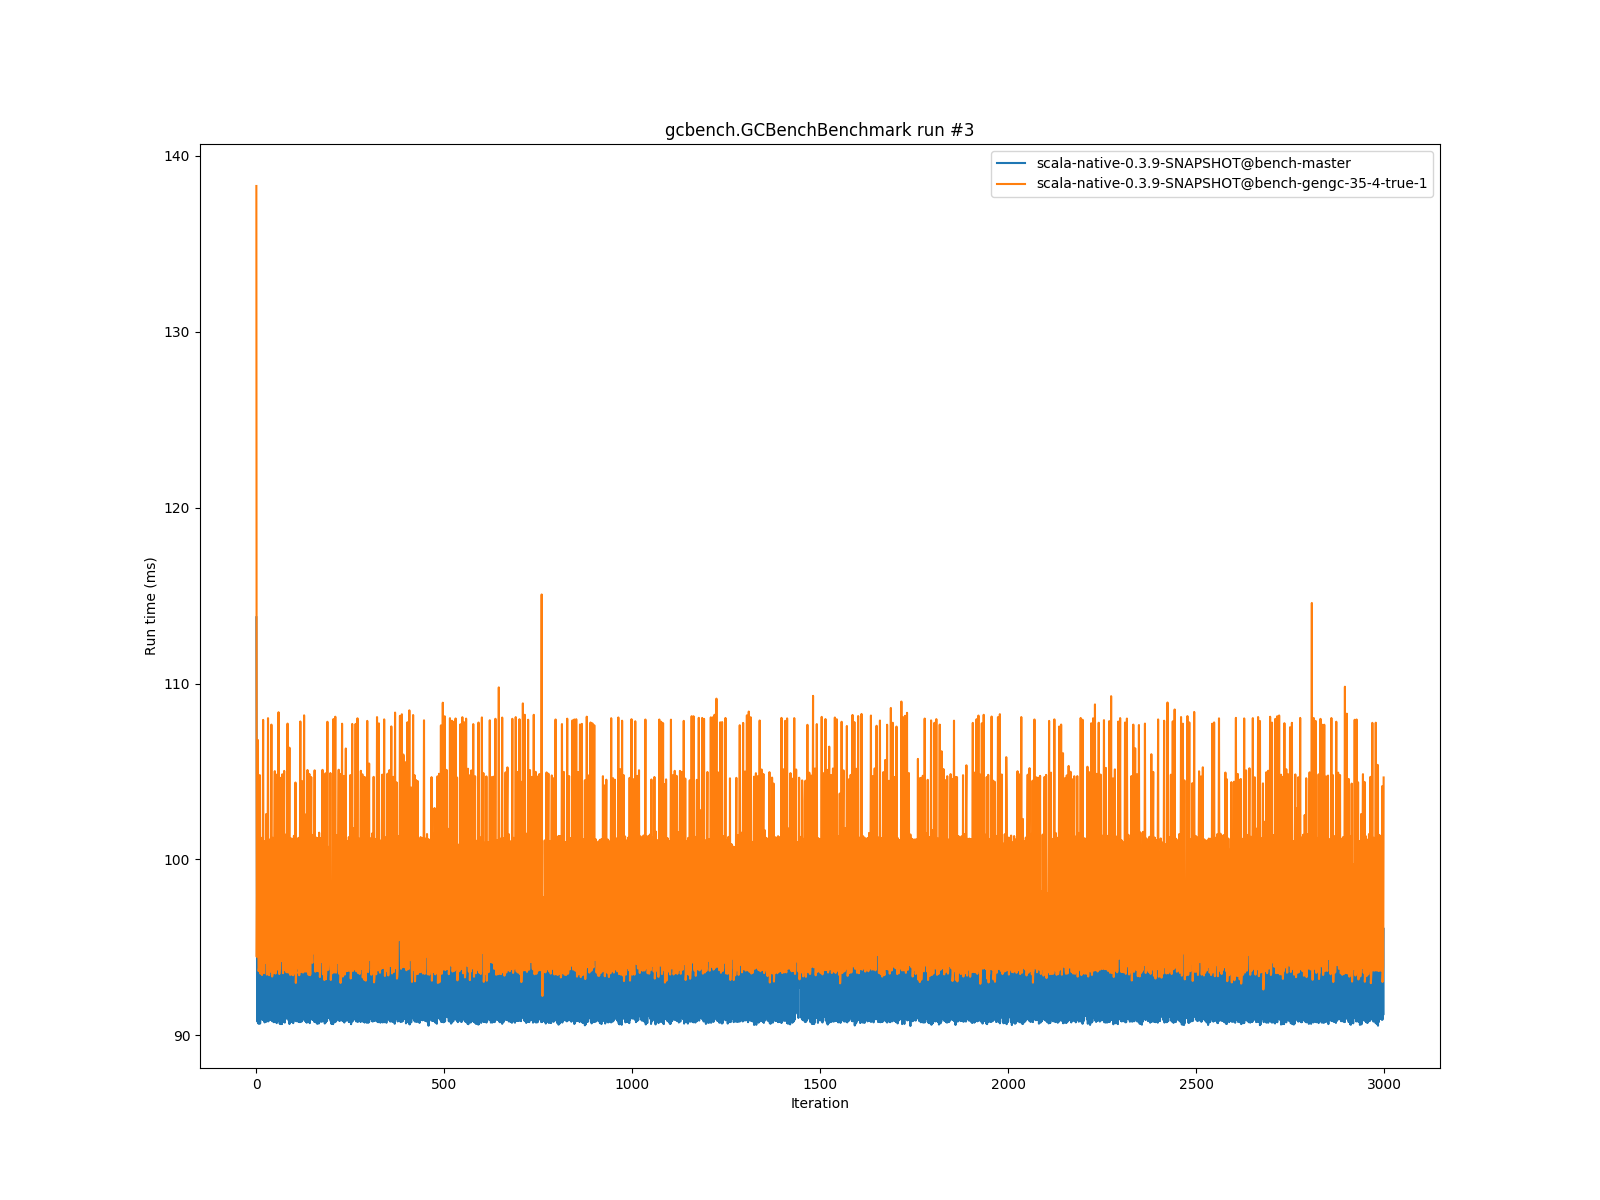 gcbench.GCBenchBenchmark run #3
scala-native-0.3.9-SNAPSHOT@bench-master
scala-native-0.3.9-SNAPSHOT@bench-gengc-35-4-true-1
140
130
120
110
100
90
Run time (ms)
0 500 1000 1500 2000 2500 3000
Iteration